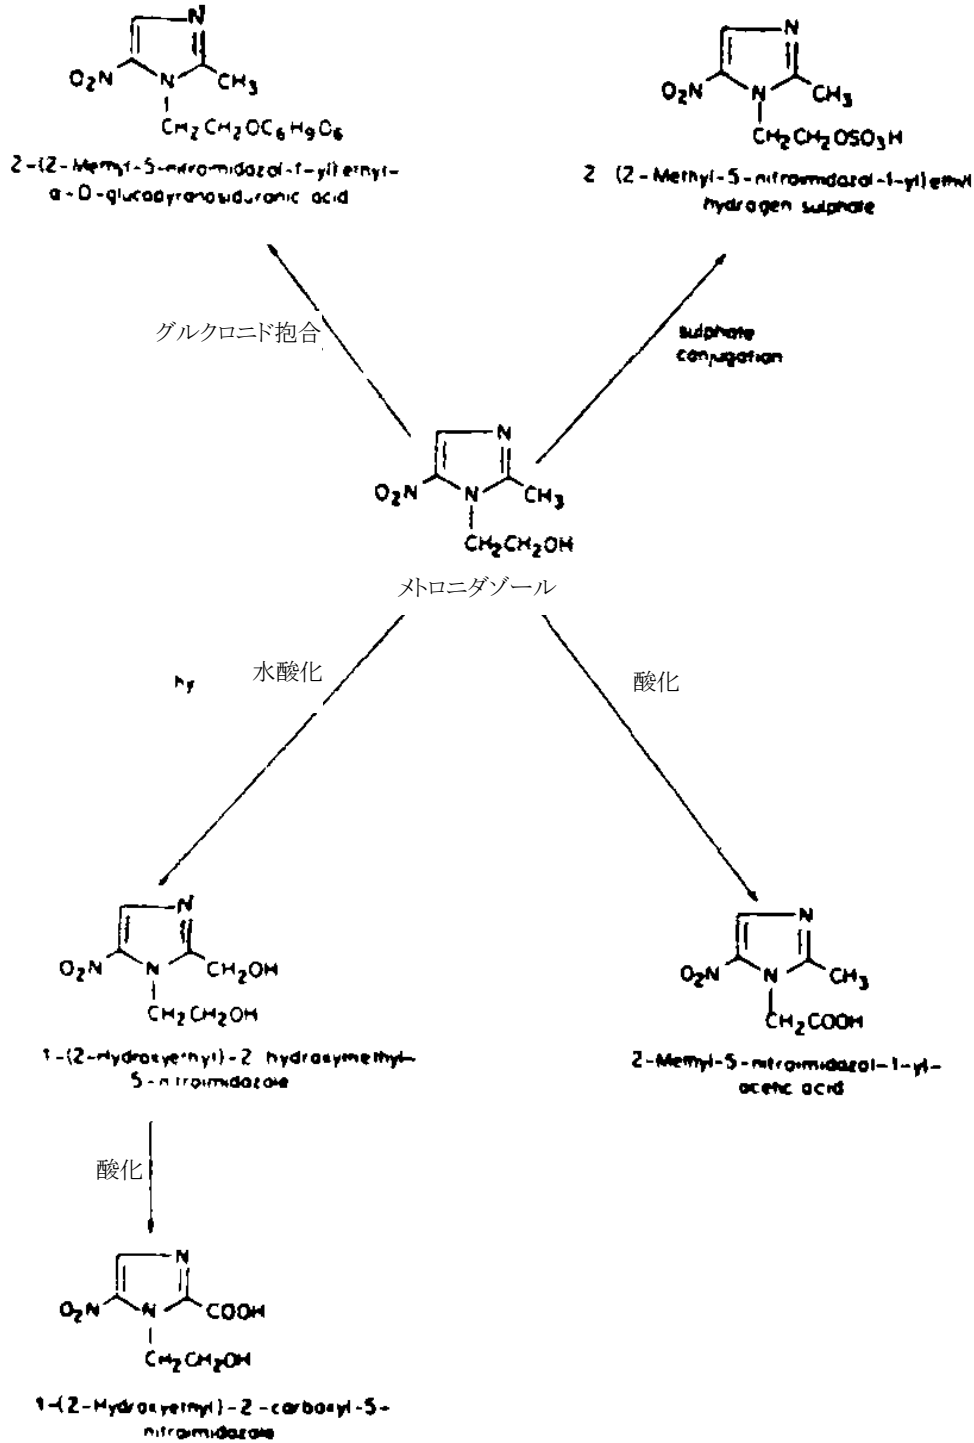 N
O₂N N CH₃
CH₂CH₂OC₆H₉O₆
2-(2-Methyl-5-nitroimidazol-1-yl)ethyl-
α-D-glucopyranosiduronic acid
N
O₂N N CH₃
CH₂CH₂OSO₃H
2 (2-Methyl-5-nitroimidazol-1-yl)ethyl
hydrogen sulphate
グルクロニド抱合
sulphate
conjugation
N
O₂N N CH₃
CH₂CH₂OH
メトロニダゾール
hy
水酸化
酸化
N
O₂N N CH₂OH
CH₂CH₂OH
1-(2-Hydroxyethyl)-2 hydroxymethyl-
5-nitroimidazole
N
O₂N N CH₃
CH₂COOH
2-Methyl-5-nitroimidazol-1-yl-
acetic acid
酸化
N
O₂N N COOH
CH₂CH₂OH
1-(2-Hydroxyethyl)-2-carboxyl-5-
nitroimidazole